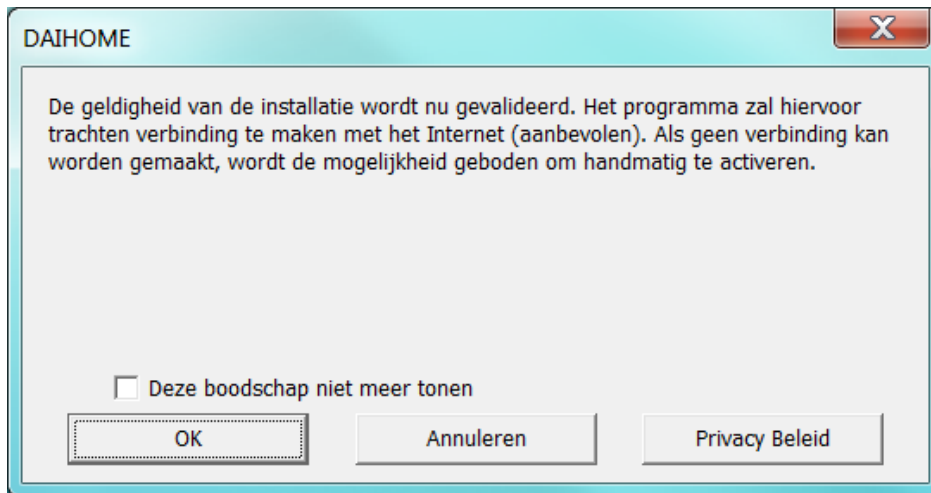 DAIHOME
De geldigheid van de installatie wordt nu gevalideerd. Het programma zal hiervoor
trachten verbinding te maken met het Internet (aanbevolen). Als geen verbinding kan
worden gemaakt, wordt de mogelijkheid geboden om handmatig te activeren.
Deze boodschap niet meer tonen
OK
Annuleren
Privacy Beleid